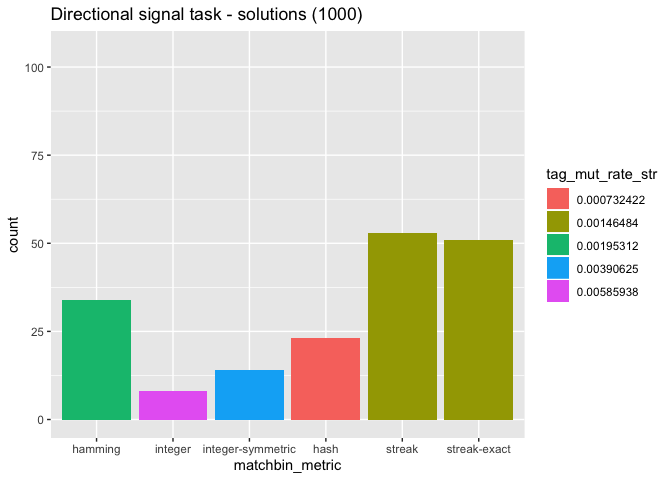 Directional signal task - solutions (1000)
100
75
50
25
0
count
hamming integer integer-symmetric hash streak streak-exact
matchbin_metric
tag_mut_rate_str
0.000732422
0.00146484
0.00195312
0.00390625
0.00585938